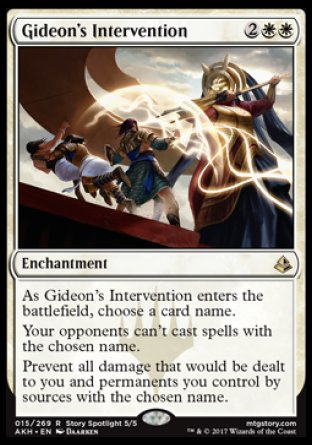 Gideon's Intervention 2
Enchantment
As Gideon's Intervention enters the
battlefield, choose a card name.
Your opponents can't cast spells with
the chosen name.
Prevent all damage that would be
dealt to you and permanents you control
by sources with the chosen name.
015/269 R Story Spotlight 5/5 mtgstory.com
AKH • EN Daarken ™ & © 2017 Wizards of the Coast